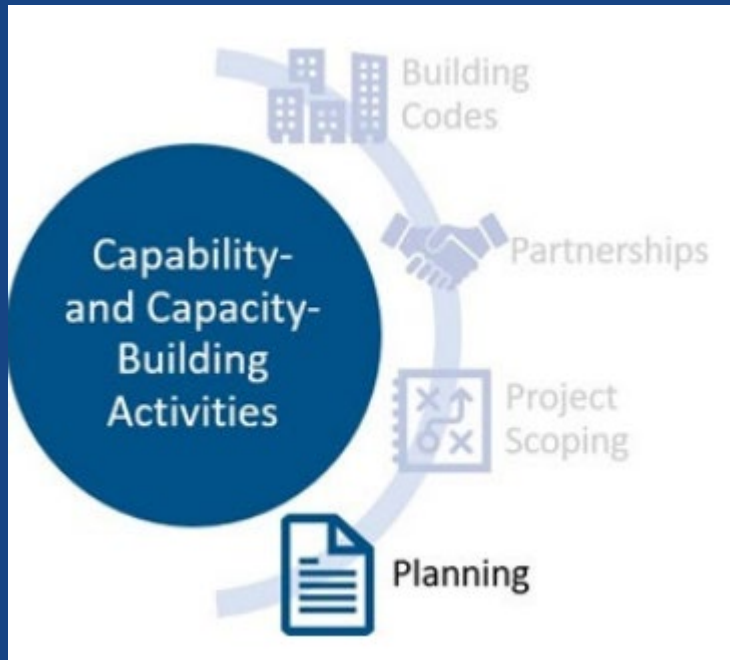 Building
Codes
Capability-
and Capacity-
Building
Activities
Partnerships
Project
Scoping
Planning